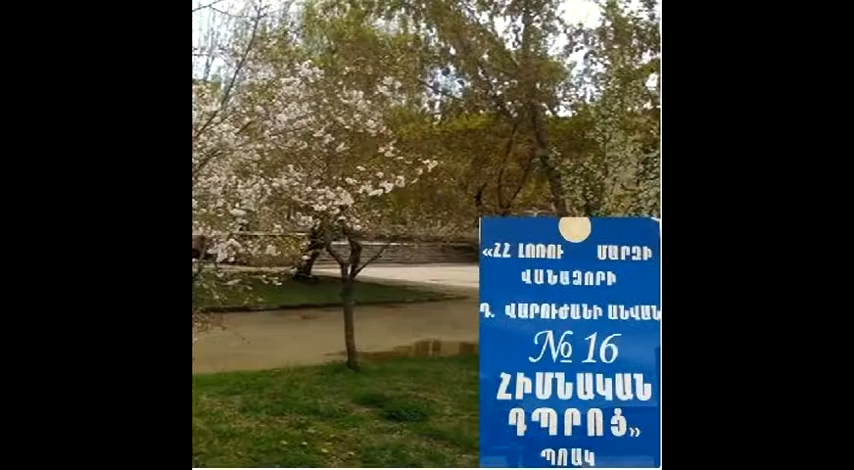 «ՀՀ ԼՈՌՈՒ ՄԱՐԶԻ
ՎԱՆԱՁՈՐԻ
Դ. ՎԱՐՈՒԺԱՆԻ ԱՆՎԱՆ
№ 16
ՀԻՄՆԱԿԱՆ
ԴՊՐՈՑ»
ՊՈԱԿ